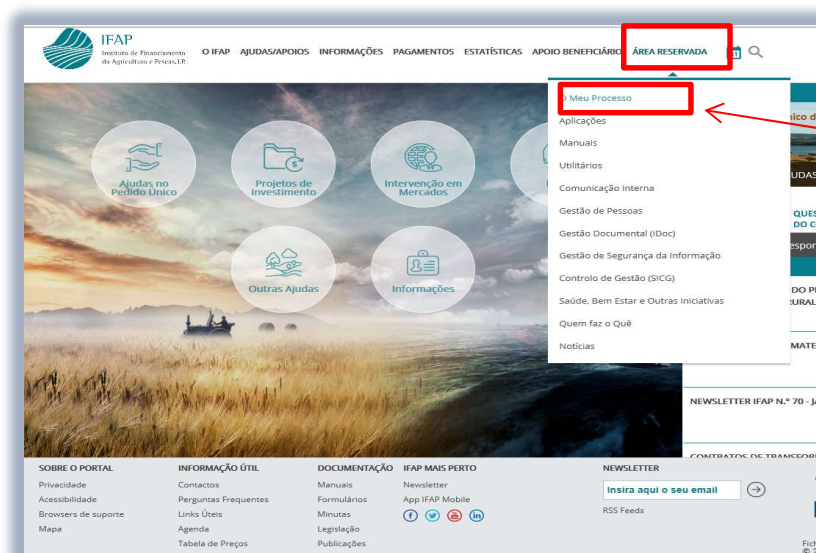 IFAP
Instituto de Financiamento
da Agricultura e Pescas, I.P.
O IFAP AJUDAS/APOIOS INFORMAÇÕES PAGAMENTOS ESTATÍSTICAS APOIO BENEFICIÁRIO ÁREA RESERVADA
O Meu Processo
Aplicações
Manuais
Utilitários
Comunicação Interna
Gestão de Pessoas
Gestão Documental (IDoc)
Gestão de Segurança da Informação
Controlo de Gestão (SICG)
Saúde, Bem Estar e Outras iniciativas
Quem faz o Quê
Notícias
Ajudas no
Pedido Único
Projetos de
Investimento
Intervenção em
Mercados
Outras Ajudas
Informações
DO P
NEWSLETTER IFAP N.º 70 - J
CONTRATOS DE TRANSFOR
SOBRE O PORTAL
Privacidade
Acessibilidade
Browsers de suporte
Mapa
INFORMAÇÃO ÚTIL
Contactos
Perguntas Frequentes
Links Úteis
Agenda
Tabela de Preços
DOCUMENTAÇÃO
Manuais
Formulários
Minutas
Legislação
Publicações
IFAP MAIS PERTO
Newsletter
App IFAP Mobile
NEWSLETTER
Insira aqui o seu email
RSS Feeds